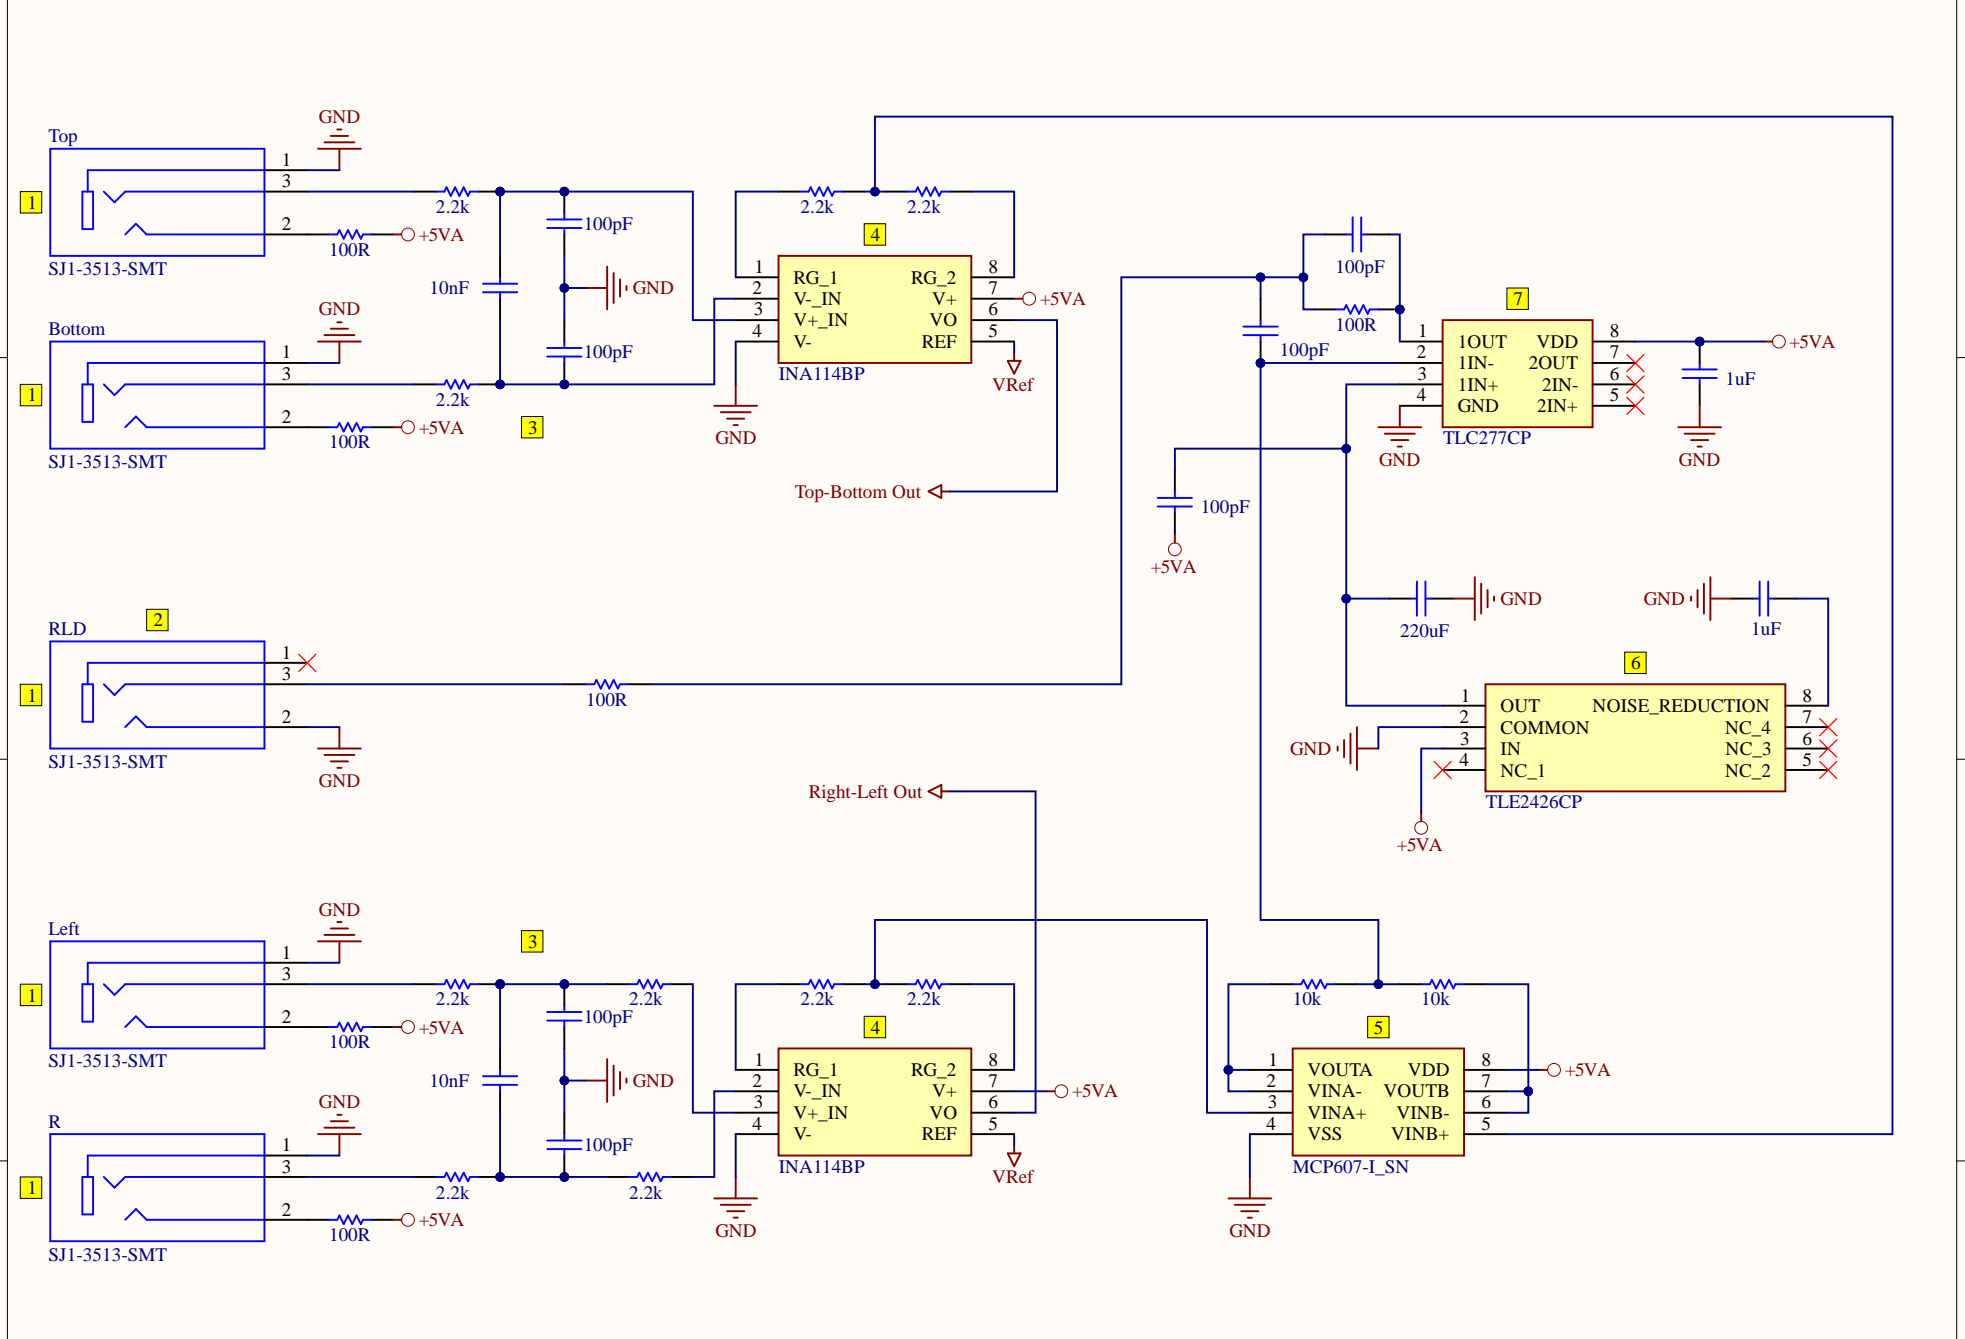 GND
Top
1
3
2
1
2.2k
100R
+5VA
SJ1-3513-SMT
GND
Bottom
1
3
2
1
2.2k
100R
+5VA
SJ1-3513-SMT
10nF
100pF
GND
100pF
3
2.2k
2.2k
4
1 RG_1 RG_2 8
2 V-_IN V+ 7 +5VA
3 V+_IN VO 6
4 V- REF 5
INA114BP
VRef
GND
Top-Bottom Out
100pF
100R
100pF
7
1 1OUT VDD 8 +5VA
2 1IN- 2OUT 7
3 1IN+ 2IN- 6
4 GND 2IN+ 5
TLC277CP
1uF
GND
GND
100pF
+5VA
2
RLD
1
3
2
1
100R
SJ1-3513-SMT
GND
220uF
GND
GND
1uF
6
1 OUT NOISE_REDUCTION 8
2 COMMON NC_4 7
3 IN NC_3 6
4 NC_1 NC_2 5
GND
TLE2426CP
+5VA
Right-Left Out
GND
Left
1
3
2
1
2.2k
2.2k
100R
+5VA
SJ1-3513-SMT
3
GND
R
1
3
2
1
2.2k
2.2k
100R
+5VA
SJ1-3513-SMT
10nF
100pF
GND
100pF
2.2k
2.2k
4
1 RG_1 RG_2 8
2 V-_IN V+ 7 +5VA
3 V+_IN VO 6
4 V- REF 5
INA114BP
VRef
GND
10k
10k
5
1 VOUTA VDD 8 +5VA
2 VINA- VOUTB 7
3 VINA+ VINB- 6
4 VSS VINB+ 5
MCP607-I_SN
GND